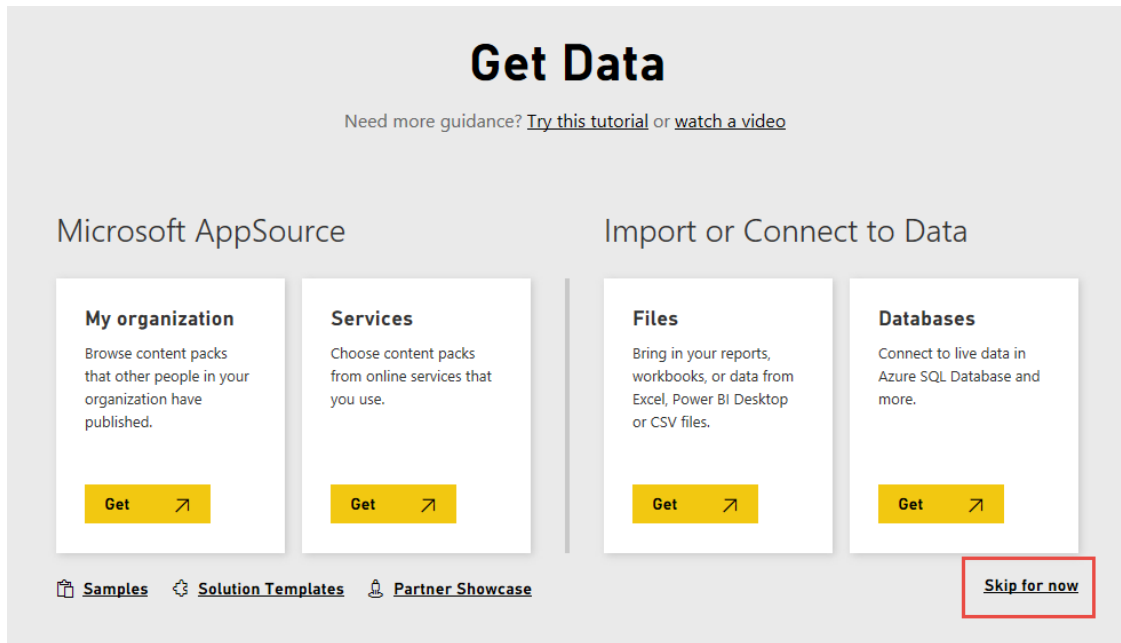 Get Data
Need more guidance? Try this tutorial or watch a video
Microsoft AppSource
My organization
Browse content packs
that other people in your
organization have
published.
Get
Services
Choose content packs
from online services that
you use.
Get
Import or Connect to Data
Files
Bring in your reports,
workbooks, or data from
Excel, Power BI Desktop
or CSV files.
Get
Databases
Connect to live data in
Azure SQL Database and
more.
Get
Samples Solution Templates Partner Showcase
Skip for now